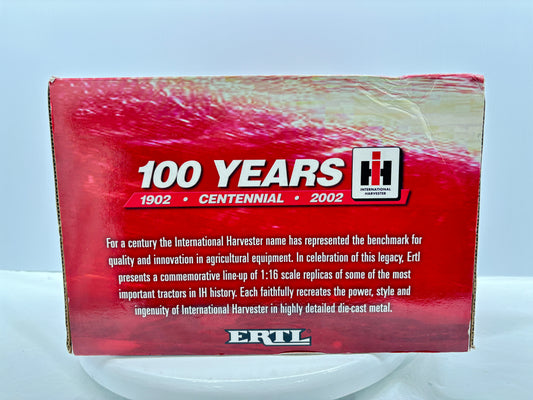 100 YEARS
IH
INTERNATIONAL
HARVESTER
1902 • CENTENNIAL • 2002
For a century the International Harvester name has represented the benchmark for
quality and innovation in agricultural equipment. In celebration of this legacy, Ertl
presents a commemorative line-up of 1:16 scale replicas of some of the most
important tractors in IH history. Each faithfully recreates the power, style and
ingenuity of International Harvester in highly detailed die-cast metal.
ERTL